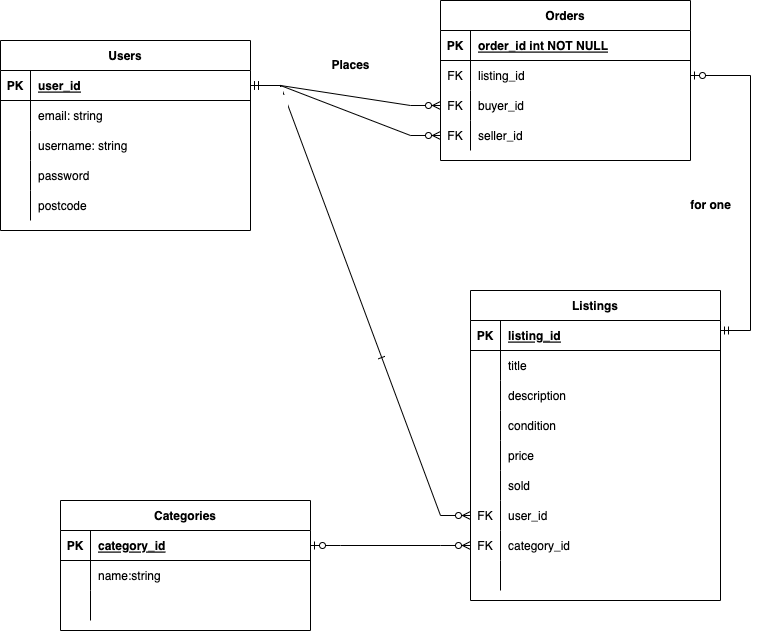 Orders
PK order_id int NOT NULL
FK listing_id
FK buyer_id
FK seller_id
Users
PK user_id
email: string
username: string
password
postcode
Places
for one
Listings
PK listing_id
title
description
condition
price
sold
FK user_id
FK category_id
Categories
PK category_id
name:string